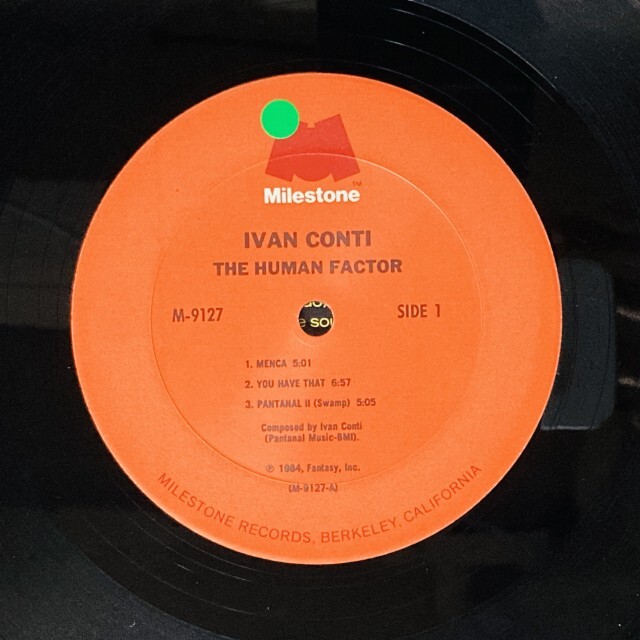 Milestone™
IVAN CONTI
THE HUMAN FACTOR
M-9127
SIDE 1
1. MENCA 5:01
2. YOU HAVE THAT 6:57
3. PANTANAL II (Swamp) 5:05
Composed by Ivan Conti
(Pantanal Music-BMI).
℗ 1984, Fantasy, Inc.
(M-9127-A)
MILESTONE RECORDS, BERKELEY, CALIFORNIA